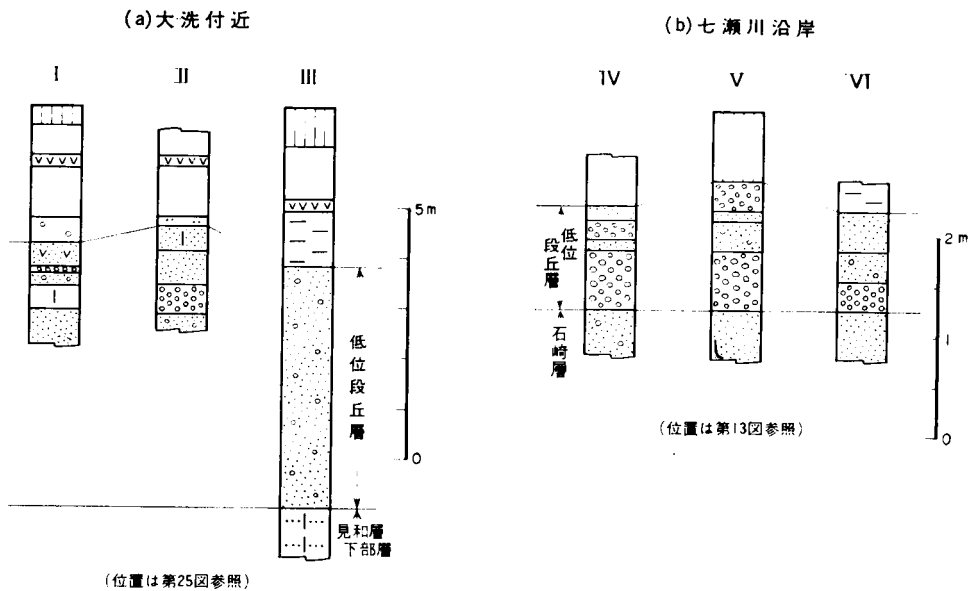 (a)大洗付近
(b)七瀬川沿岸
I
II
III
IV
V
VI
5m
0
低位段丘層
見和層
下部層
低位
段丘層
石崎層
2m
1
0
(位置は第25図参照)
(位置は第13図参照)